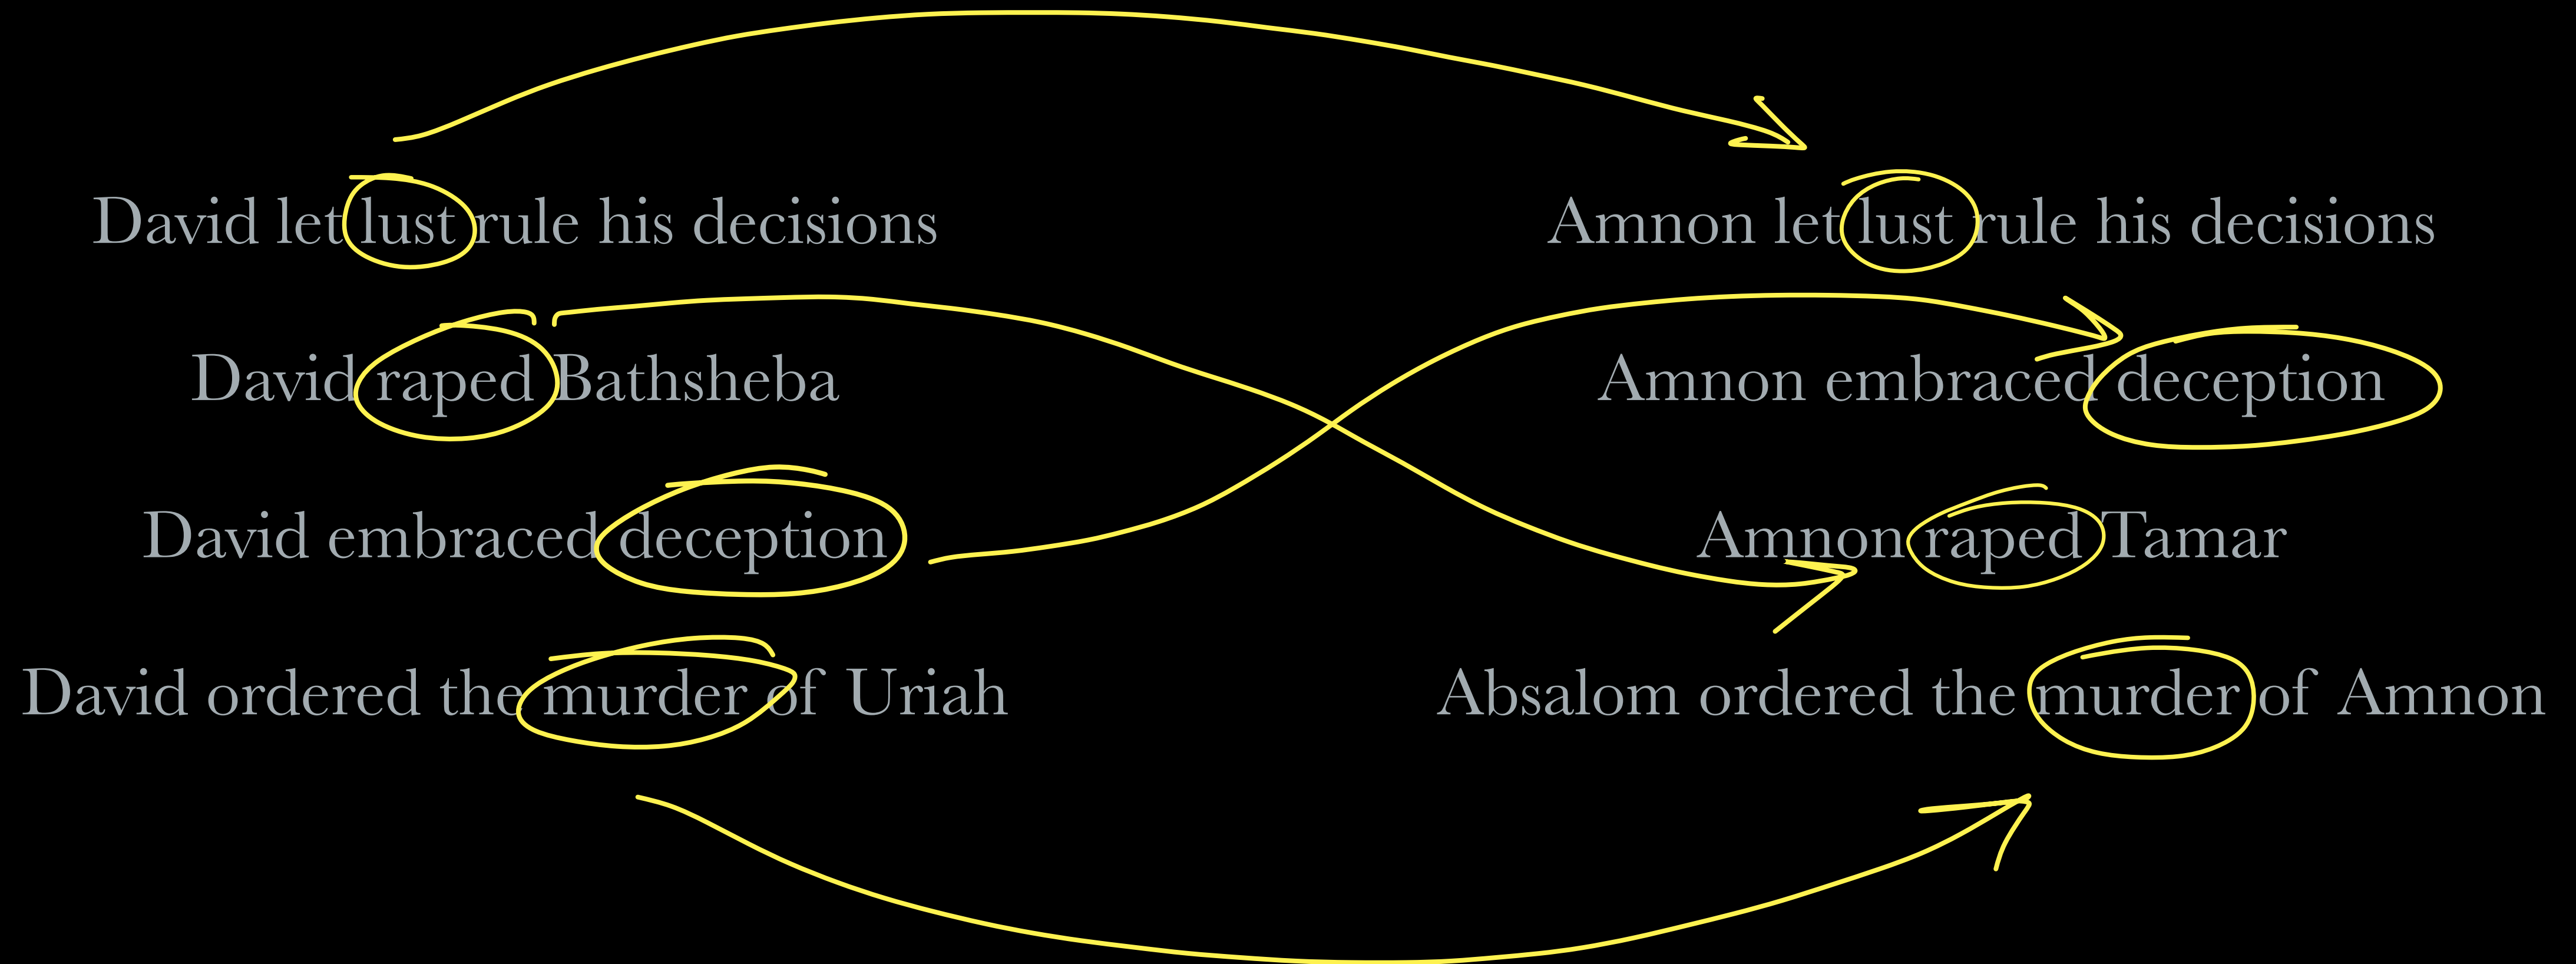 David let lust rule his decisions
David raped Bathsheba
David embraced deception
David ordered the murder of Uriah
Amnon let lust rule his decisions
Amnon embraced deception
Amnon raped Tamar
Absalom ordered the murder of Amnon